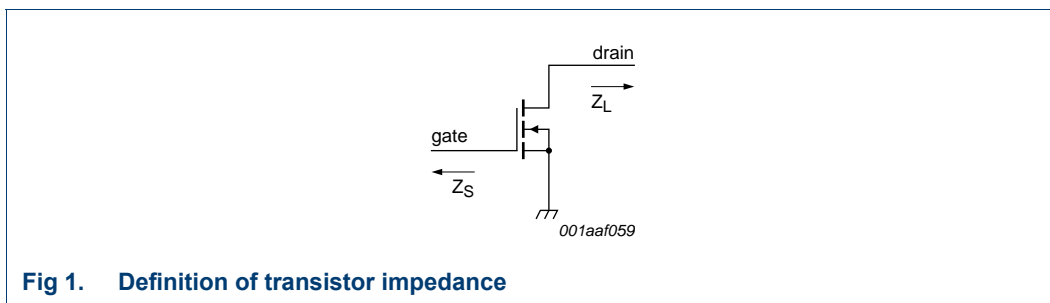 drain
Z_L
gate
Z_S
001aaf059
Fig 1. Definition of transistor impedance